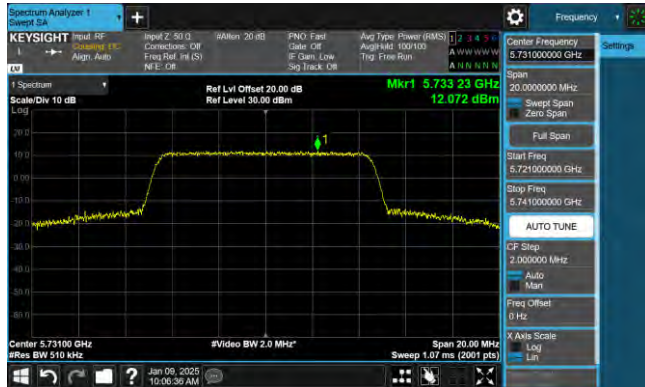 Spectrum Analyzer 1
Swept SA
+
Frequency
KEYSIGHT
Input: RF
Coupling: DC
Align: Auto
Input Z: 50 Ω
Corrections: Off
Freq Ref: Int (S)
NFE: Off
#Atten: 20 dB
PNO: Fast
Gate: Off
IF Gain: Low
Sig Track: Off
Avg Type: Power (RMS)
Avg|Hold: 100/100
Trig: Free Run
1 2 3 4 5 6
A W W W W W
A N N N N N
1 Spectrum
Scale/Div 10 dB
Log
Ref Lvl Offset 20.00 dB
Ref Level 30.00 dBm
Mkr1 5.733 23 GHz
12.072 dBm
1
20.0
10.0
0.00
-10.0
-20.0
-30.0
-40.0
-50.0
-60.0
Center 5.73100 GHz
#Res BW 510 kHz
#Video BW 2.0 MHz*
Span 20.00 MHz
Sweep 1.07 ms (2001 pts)
Jan 09, 2025
10:06:36 AM
Settings
Center Frequency
5.731000000 GHz
Span
20.0000000 MHz
Swept Span
Zero Span
Full Span
Start Freq
5.721000000 GHz
Stop Freq
5.741000000 GHz
AUTO TUNE
CF Step
2.000000 MHz
Auto
Man
Freq Offset
0 Hz
X Axis Scale
Log
Lin